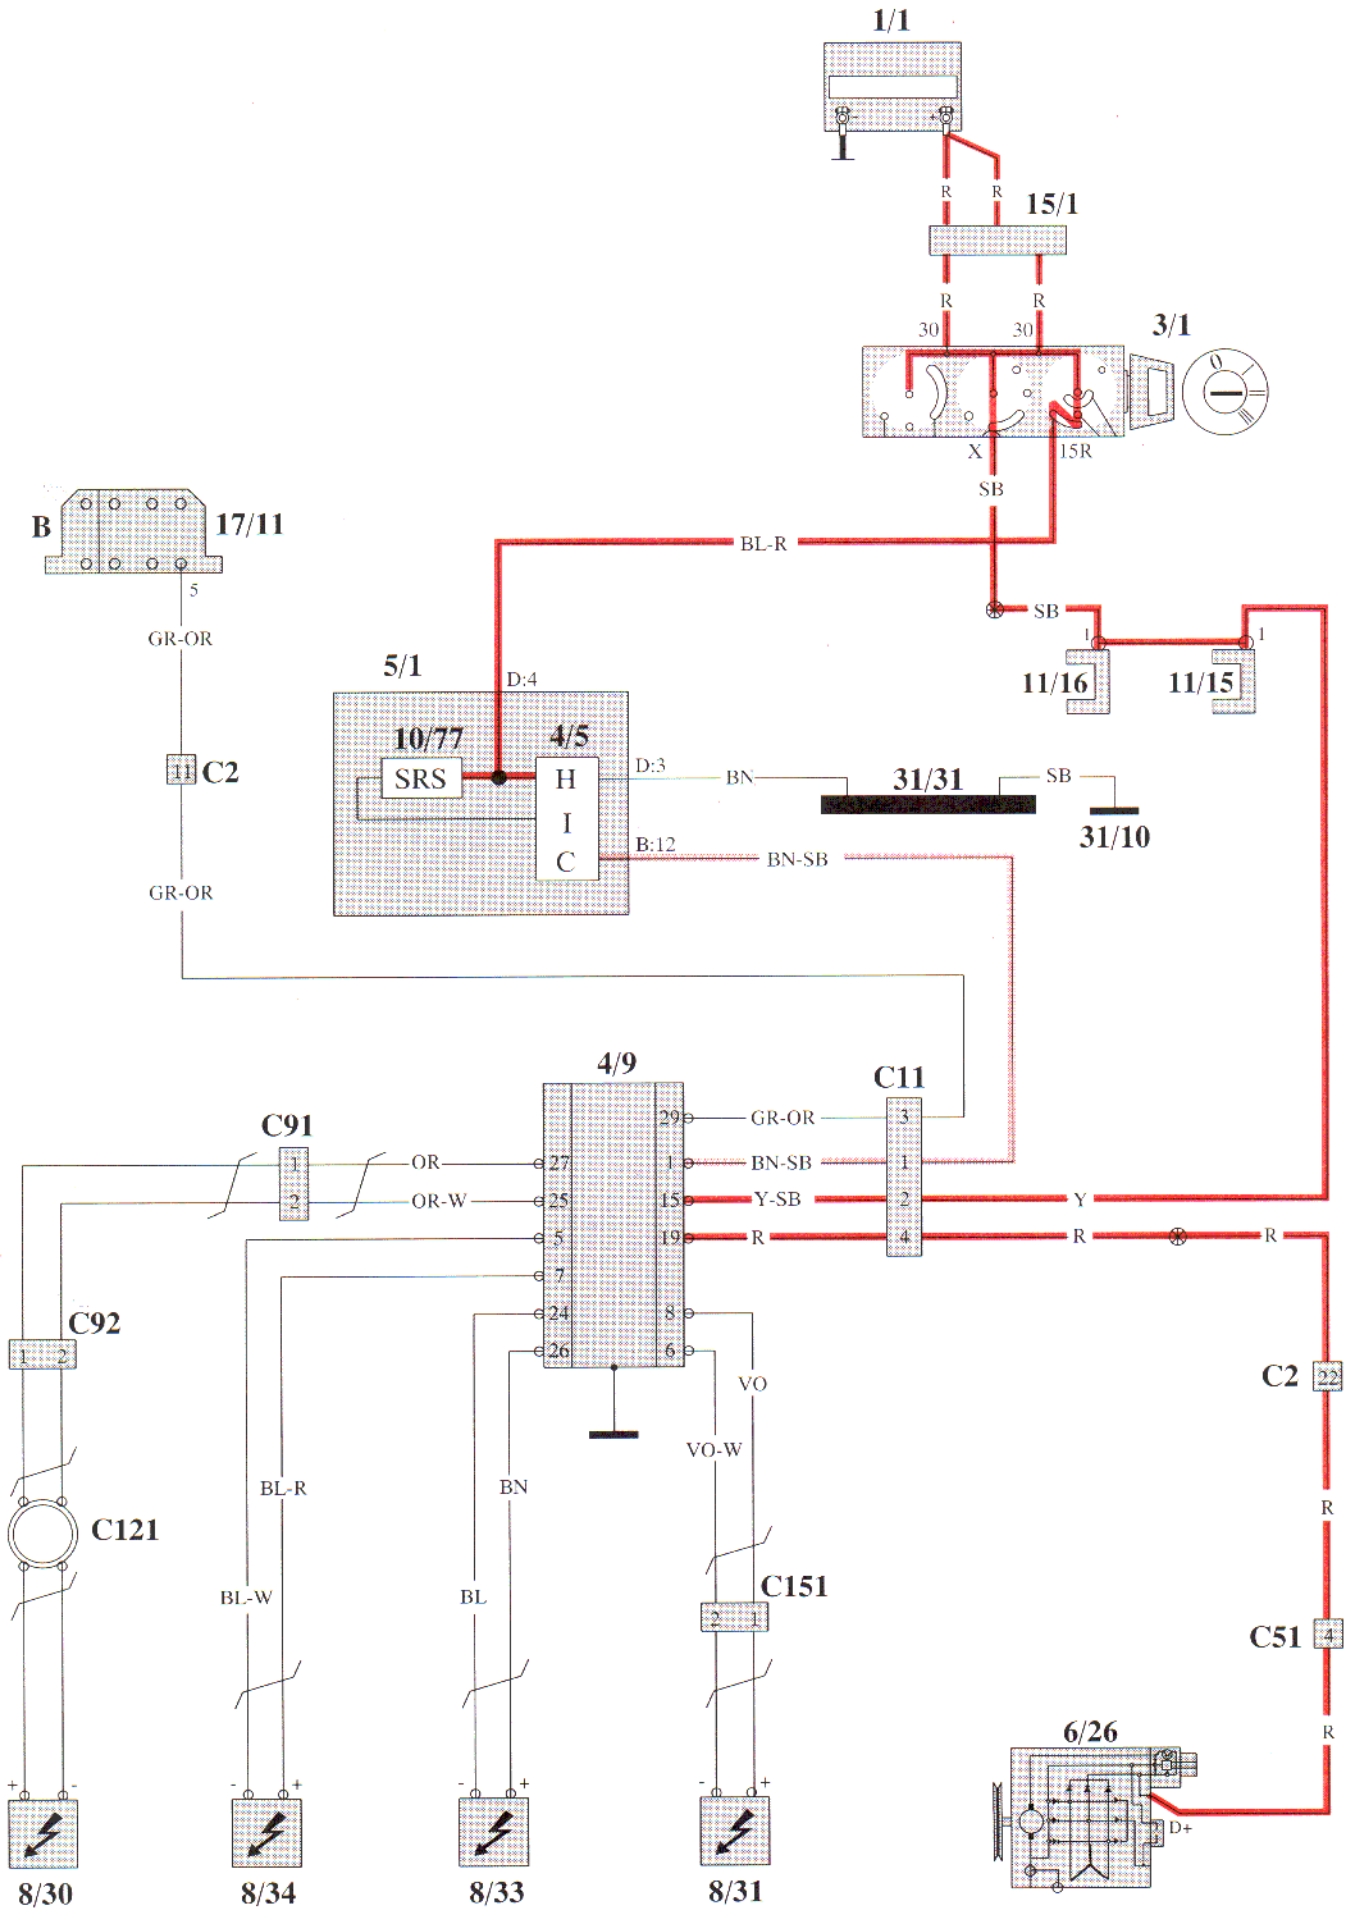 1/1
- +
R R
15/1
R R
30 30
3/1
0 I II III
X 15R
SB
B 17/11
5
BL-R
GR-OR
SB
1 1
11/16 11/15
5/1
D:4
10/77 4/5
SRS
H
I
C
D:3
BN
31/31
SB
31/10
11 C2
B:12
BN-SB
GR-OR
4/9
C11
29 GR-OR 3
C91
1 OR 27
1 BN-SB 1
2 OR-W 25
15 Y-SB 2 Y
5
19 R 4 R R
7
24 8
C92
1 2
26 6
VO
C2 22
VO-W
BL-R
BN
R
C121
BL-W
BL
C151
2 1
C51 4
R
6/26
D+
+ -
- +
- +
- +
8/30
8/34
8/33
8/31